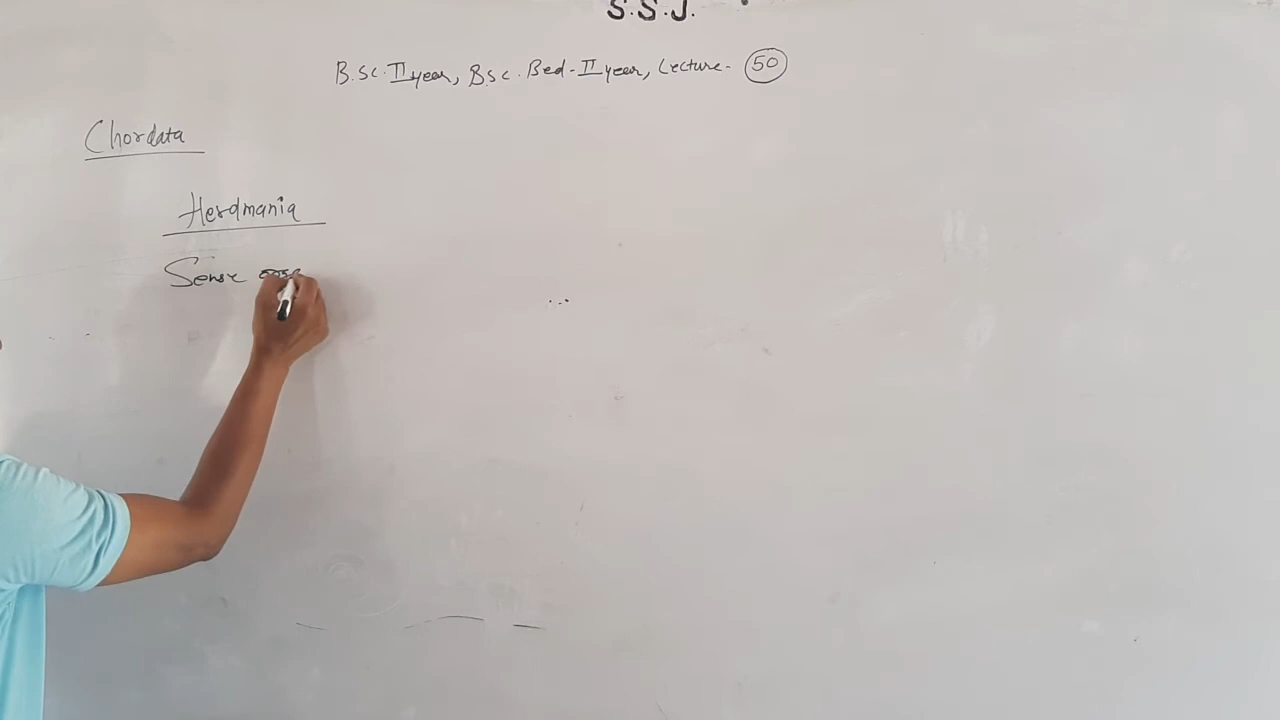 S.S.J.
B.Sc. II year, B.Sc. Bed - II year, Lecture - 50
Chordata
Herdmania
Sense